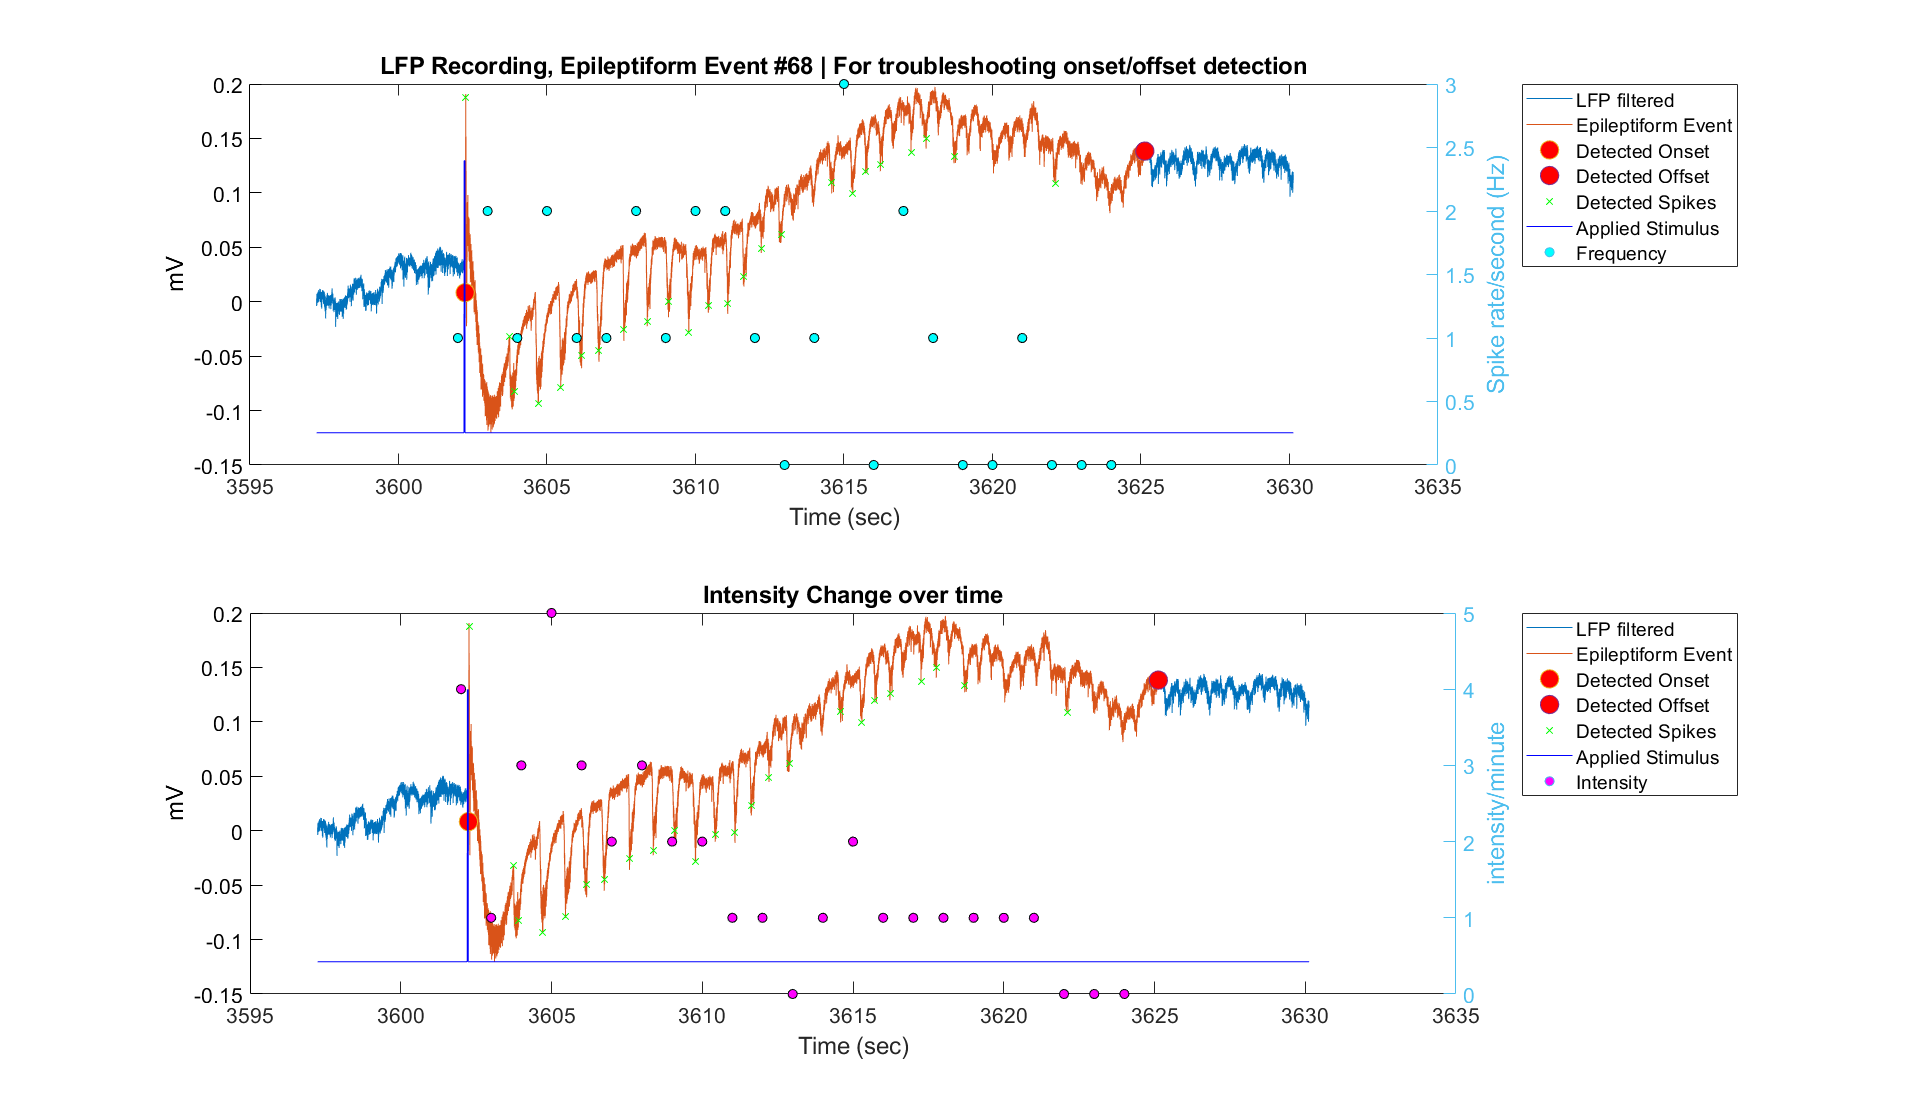 LFP Recording, Epileptiform Event #68 | For troubleshooting onset/offset detection
0.2
0.15
0.1
0.05
0
-0.05
-0.1
-0.15
mV
3595 3600 3605 3610 3615 3620 3625 3630 3635
Time (sec)
3
2.5
2
1.5
1
0.5
0
Spike rate/second (Hz)
LFP filtered
Epileptiform Event
Detected Onset
Detected Offset
Detected Spikes
Applied Stimulus
Frequency
Intensity Change over time
0.2
0.15
0.1
0.05
0
-0.05
-0.1
-0.15
mV
3595 3600 3605 3610 3615 3620 3625 3630 3635
Time (sec)
5
4
3
2
1
0
intensity/minute
LFP filtered
Epileptiform Event
Detected Onset
Detected Offset
Detected Spikes
Applied Stimulus
Intensity